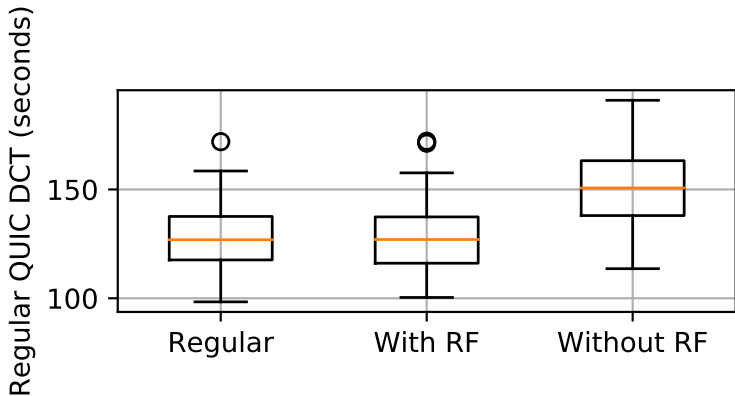 Regular QUIC DCT (seconds)
150
100
Regular
With RF
Without RF